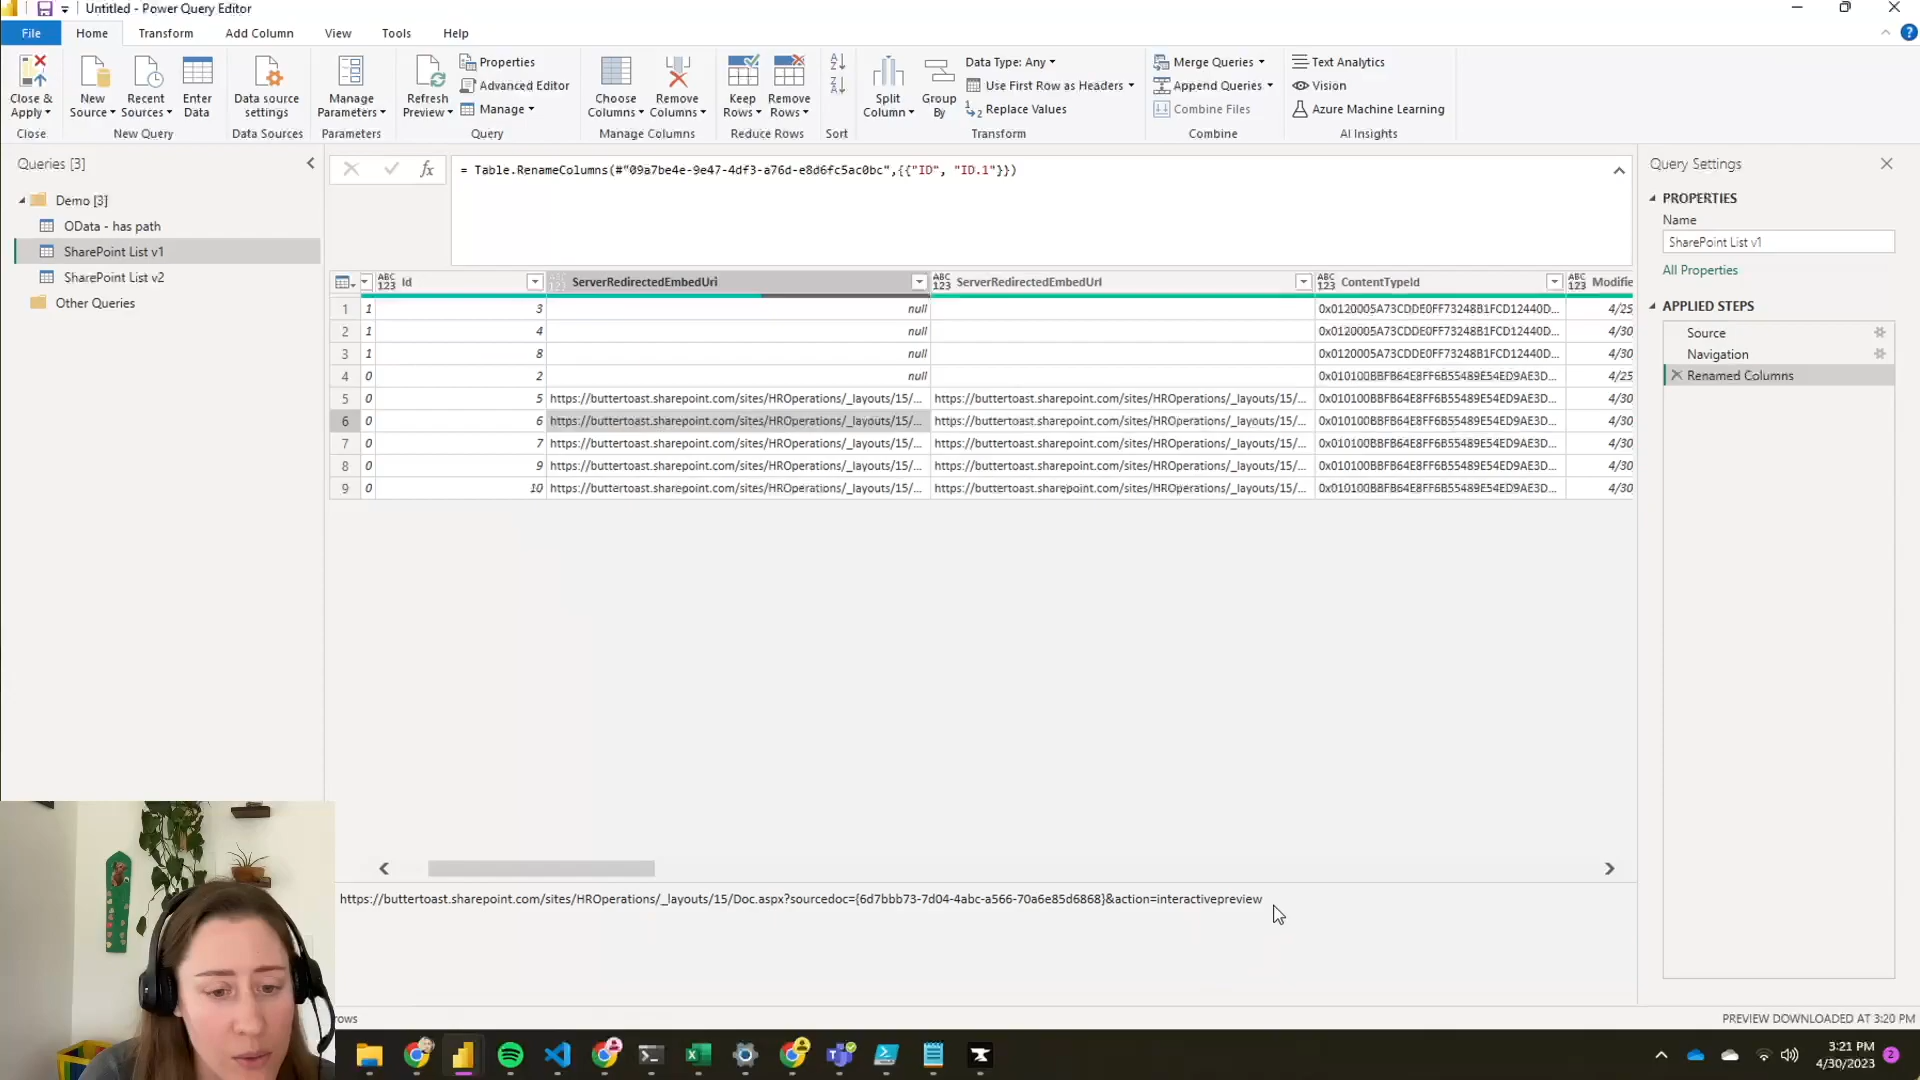 Untitled - Power Query Editor
File Home Transform Add Column View Tools Help
Close & Apply
New Source
Recent Sources
Enter Data
Data source settings
Manage Parameters
Refresh Preview
Properties
Advanced Editor
Manage
Choose Columns
Remove Columns
Keep Rows
Remove Rows
Split Column
Group By
Data Type: Any
Use First Row as Headers
Replace Values
Merge Queries
Append Queries
Combine Files
Text Analytics
Vision
Azure Machine Learning
Close New Query Data Sources Parameters Query Manage Columns Reduce Rows Sort Transform Combine AI Insights
Queries [3]
Demo [3]
OData - has path
SharePoint List v1
SharePoint List v2
Other Queries
fx
= Table.RenameColumns(#"09a7be4e-9e47-4df3-a76d-e8d6fc5ac0bc",{{"ID", "ID.1"}})
ABC 123 Id ABC 123 ServerRedirectedEmbedUri ABC 123 ServerRedirectedEmbedUrl ABC 123 ContentTypeId ABC 123 Modifie
1 1 3 null 0x0120005A73CDDE0FF73248B1FCD12440D... 4/25
2 1 4 null 0x0120005A73CDDE0FF73248B1FCD12440D... 4/30
3 1 8 null 0x0120005A73CDDE0FF73248B1FCD12440D... 4/30
4 0 2 null 0x010100BBFB64E8FF6B55489E54ED9AE3D... 4/25
5 0 5 https://buttertoast.sharepoint.com/sites/HROperations/_layouts/15/... https://buttertoast.sharepoint.com/sites/HROperations/_layouts/15/... 0x010100BBFB64E8FF6B55489E54ED9AE3D... 4/30
6 0 6 https://buttertoast.sharepoint.com/sites/HROperations/_layouts/15/... https://buttertoast.sharepoint.com/sites/HROperations/_layouts/15/... 0x010100BBFB64E8FF6B55489E54ED9AE3D... 4/30
7 0 7 https://buttertoast.sharepoint.com/sites/HROperations/_layouts/15/... https://buttertoast.sharepoint.com/sites/HROperations/_layouts/15/... 0x010100BBFB64E8FF6B55489E54ED9AE3D... 4/30
8 0 9 https://buttertoast.sharepoint.com/sites/HROperations/_layouts/15/... https://buttertoast.sharepoint.com/sites/HROperations/_layouts/15/... 0x010100BBFB64E8FF6B55489E54ED9AE3D... 4/30
9 0 10 https://buttertoast.sharepoint.com/sites/HROperations/_layouts/15/... https://buttertoast.sharepoint.com/sites/HROperations/_layouts/15/... 0x010100BBFB64E8FF6B55489E54ED9AE3D... 4/30
https://buttertoast.sharepoint.com/sites/HROperations/_layouts/15/Doc.aspx?sourcedoc={6d7bbb73-7d04-4abc-a566-70a6e85d6868}&action=interactivepreview
Query Settings
PROPERTIES
Name
SharePoint List v1
All Properties
APPLIED STEPS
Source
Navigation
Renamed Columns
rows
PREVIEW DOWNLOADED AT 3:20 PM
3:21 PM
4/30/2023
2